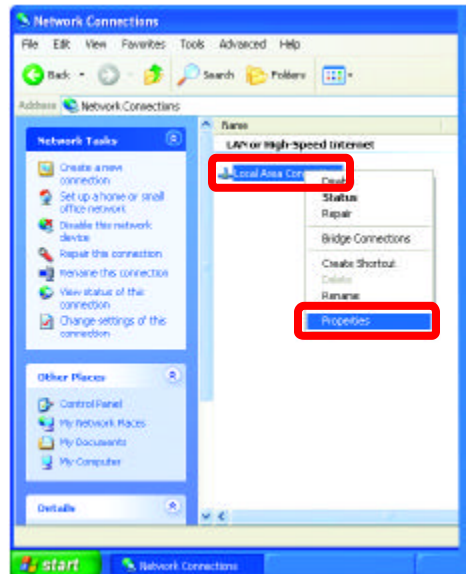 Network Connections
File Edit View Favorites Tools Advanced Help
Back Search Folders
Address Network Connections
Name
LAN or High-Speed Internet
Network Tasks
Create a new
connection
Set up a home or small
office network
Disable this network
device
Repair this connection
Rename this connection
View status of this
connection
Change settings of this
connection
Other Places
Control Panel
My Network Places
My Documents
My Computer
Details
Local Area Con
Status
Repair
Bridge Connections
Create Shortcut
Delete
Rename
Properties
start Network Connections